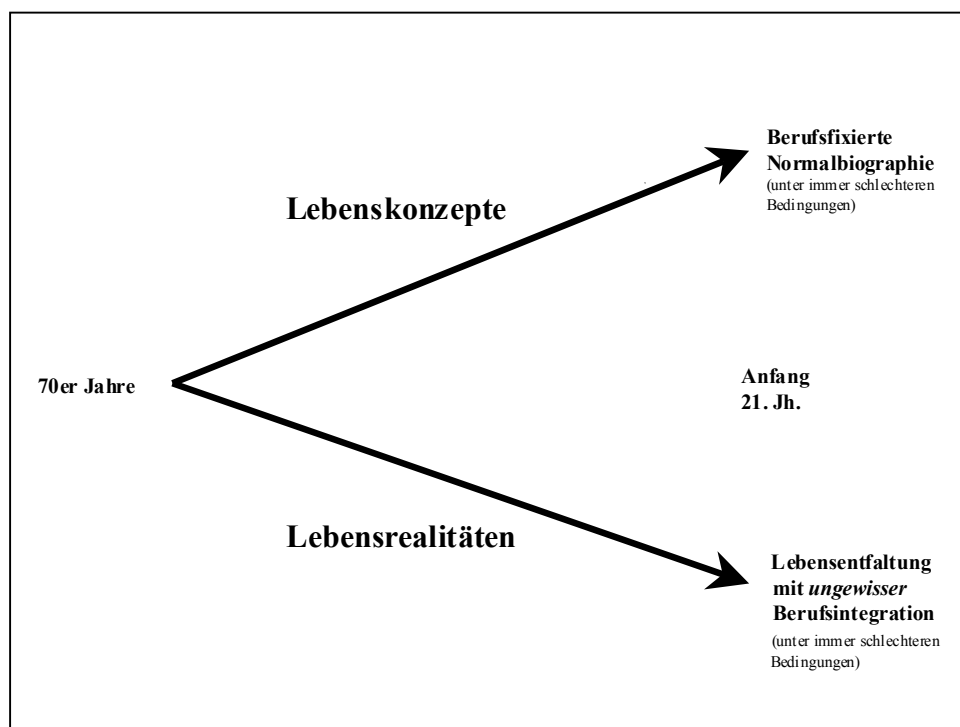 Berufsfixierte
Normalbiographie
(unter immer schlechteren
Bedingungen)
Lebenskonzepte
70er Jahre
Anfang
21. Jh.
Lebensrealitäten
Lebensentfaltung
mit ungewisser
Berufsintegration
(unter immer schlechteren
Bedingungen)